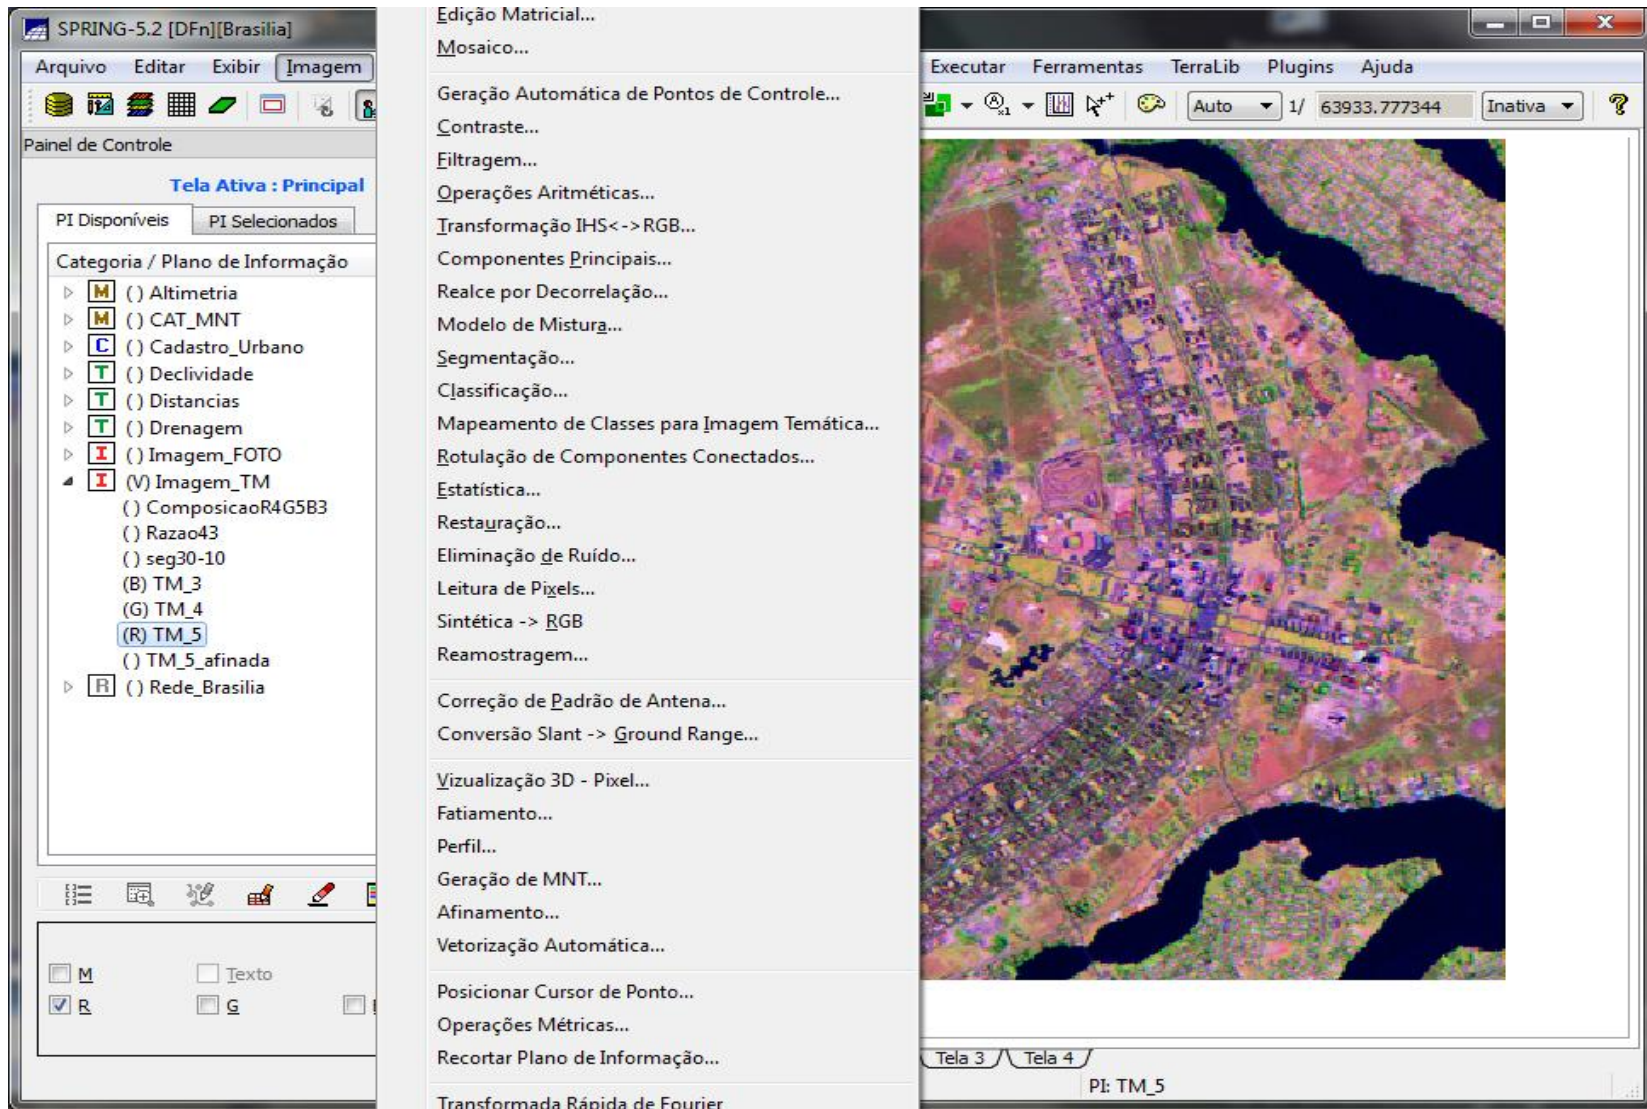 SPRING-5.2 [DFn][Brasilia]
Arquivo Editar Exibir Imagem
Executar Ferramentas TerraLib Plugins Ajuda
Auto 1/ 63933.777344 Inativa
Painel de Controle
Tela Ativa : Principal
PI Disponíveis PI Selecionados
Categoria / Plano de Informação
M () Altimetria
M () CAT_MNT
C () Cadastro_Urbano
T () Declividade
T () Distancias
T () Drenagem
I () Imagem_FOTO
I (V) Imagem_TM
() ComposicaoR4G5B3
() Razao43
() seg30-10
(B) TM_3
(G) TM_4
(R) TM_5
() TM_5_afinada
R () Rede_Brasilia
M Texto
R G
Edição Matricial...
Mosaico...
Geração Automática de Pontos de Controle...
Contraste...
Filtragem...
Operações Aritméticas...
Transformação IHS<->RGB...
Componentes Principais...
Realce por Decorrelação...
Modelo de Mistura...
Segmentação...
Classificação...
Mapeamento de Classes para Imagem Temática...
Rotulação de Componentes Conectados...
Estatística...
Restauração...
Eliminação de Ruído...
Leitura de Pixels...
Sintética -> RGB
Reamostragem...
Correção de Padrão de Antena...
Conversão Slant -> Ground Range...
Vizualização 3D - Pixel...
Fatiamento...
Perfil...
Geração de MNT...
Afinamento...
Vetorização Automática...
Posicionar Cursor de Ponto...
Operações Métricas...
Recortar Plano de Informação...
Transformada Rápida de Fourier
Tela 3 Tela 4
PI: TM_5